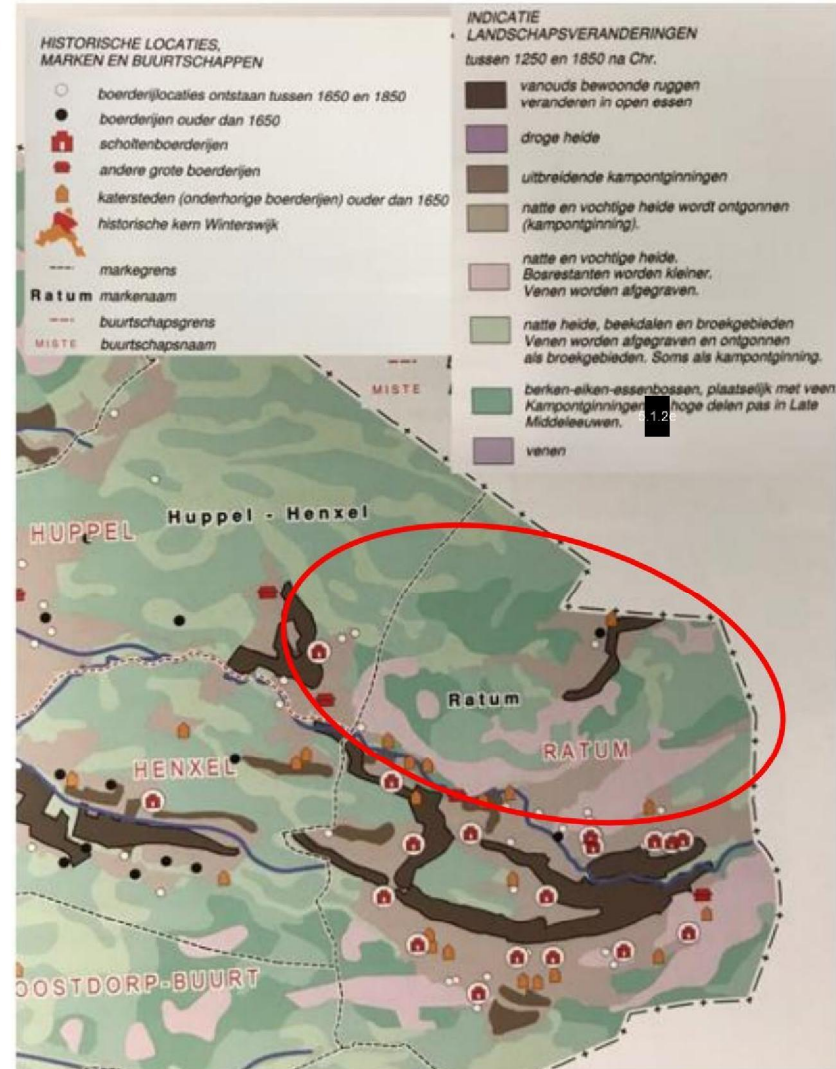 HISTORISCHE LOCATIES,
MARKEN EN BUURTSCHAPPEN
boerderijlocaties ontstaan tussen 1650 en 1850
boerderijen ouder dan 1650
scholtenboerderijen
andere grote boerderijen
katersteden (onderhorige boerderijen) ouder dan 1650
historische kern Winterswijk
markegrens
Ratum markenaam
buurtschapsgrens
MISTE buurtschapsnaam
INDICATIE
LANDSCHAPSVERANDERINGEN
tussen 1250 en 1850 na Chr.
vanouds bewoonde ruggen
veranderen in open essen
droge heide
uitbreidende kampontginningen
natte en vochtige heide wordt ontgonnen
(kampontginning).
natte en vochtige heide.
Bosrestanten worden kleiner.
Venen worden afgegraven.
natte heide, beekdalen en broekgebieden
Venen worden afgegraven en ontgonnen
als broekgebieden. Soms als kampontginning.
berken-eiken-essenbossen, plaatselijk met veen
Kampontginningen hoge delen pas in Late
Middeleeuwen.
venen
MISTE
Huppel - Henxel
HUPPEL
Ratum
RATUM
HENXEL
OOSTDORP-BUURT